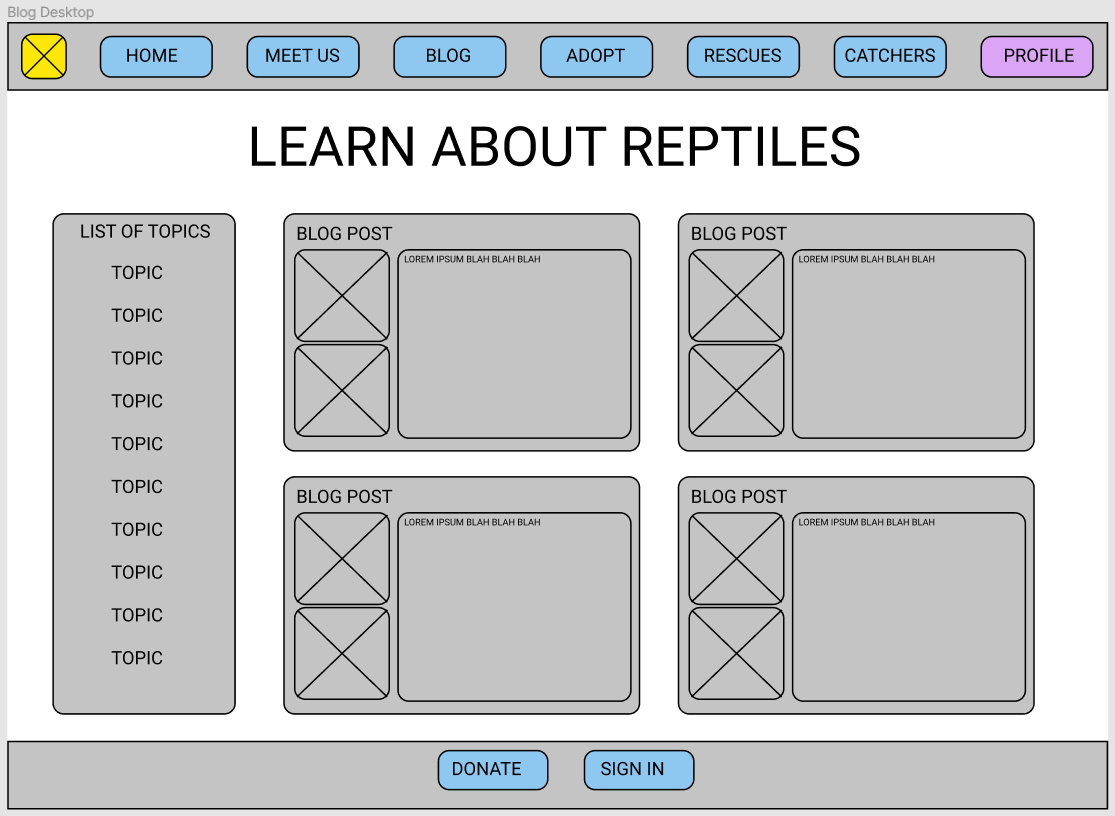 Blog Desktop
HOME
MEET US
BLOG
ADOPT
RESCUES
CATCHERS
PROFILE
LEARN ABOUT REPTILES
LIST OF TOPICS
TOPIC
TOPIC
TOPIC
TOPIC
TOPIC
TOPIC
TOPIC
TOPIC
TOPIC
TOPIC
BLOG POST
LOREM IPSUM BLAH BLAH BLAH
BLOG POST
LOREM IPSUM BLAH BLAH BLAH
BLOG POST
LOREM IPSUM BLAH BLAH BLAH
BLOG POST
LOREM IPSUM BLAH BLAH BLAH
DONATE
SIGN IN